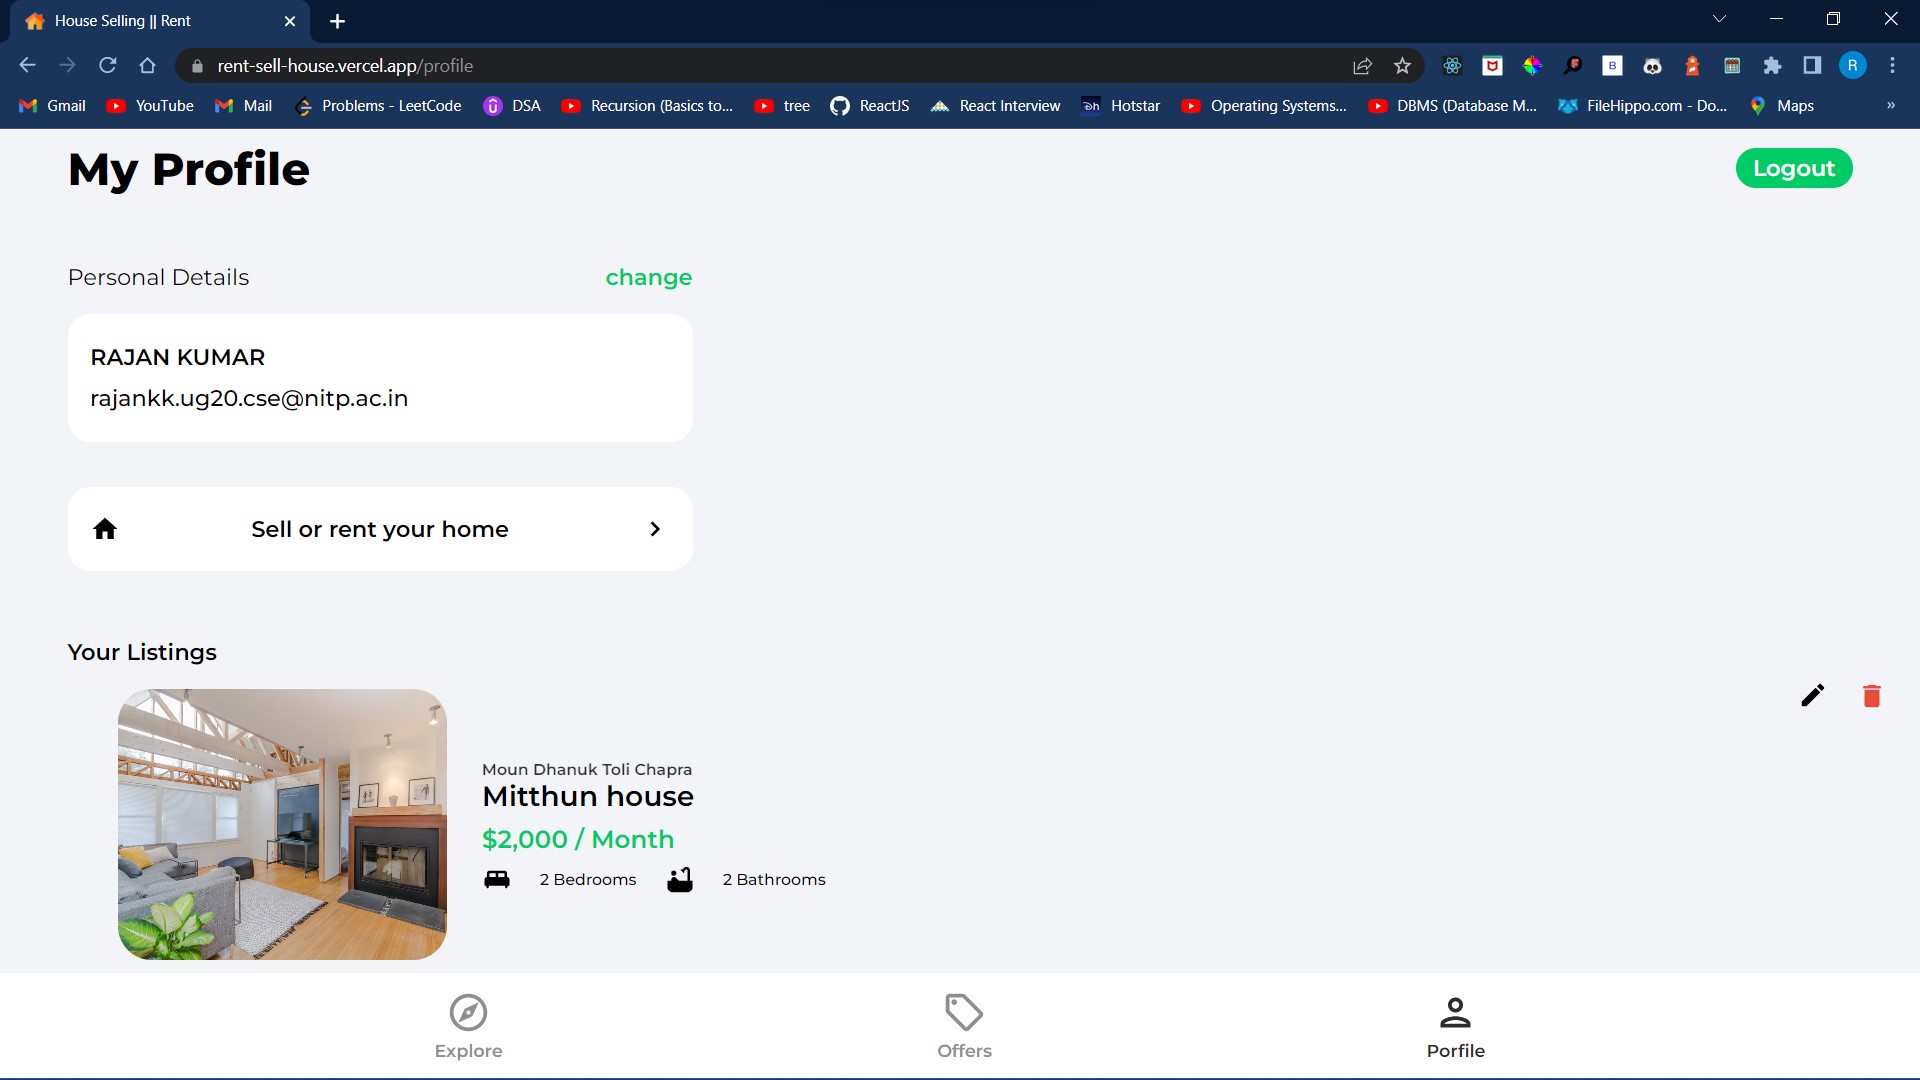 House Selling || Rent
rent-sell-house.vercel.app/profile
R
Gmail YouTube Mail Problems - LeetCode DSA Recursion (Basics to... tree ReactJS React Interview Hotstar Operating Systems... DBMS (Database M... FileHippo.com - Do... Maps »
My Profile
Logout
Personal Details change
RAJAN KUMAR
rajankk.ug20.cse@nitp.ac.in
Sell or rent your home
Your Listings
Moun Dhanuk Toli Chapra
Mitthun house
$2,000 / Month
2 Bedrooms 2 Bathrooms
Explore Offers Porfile